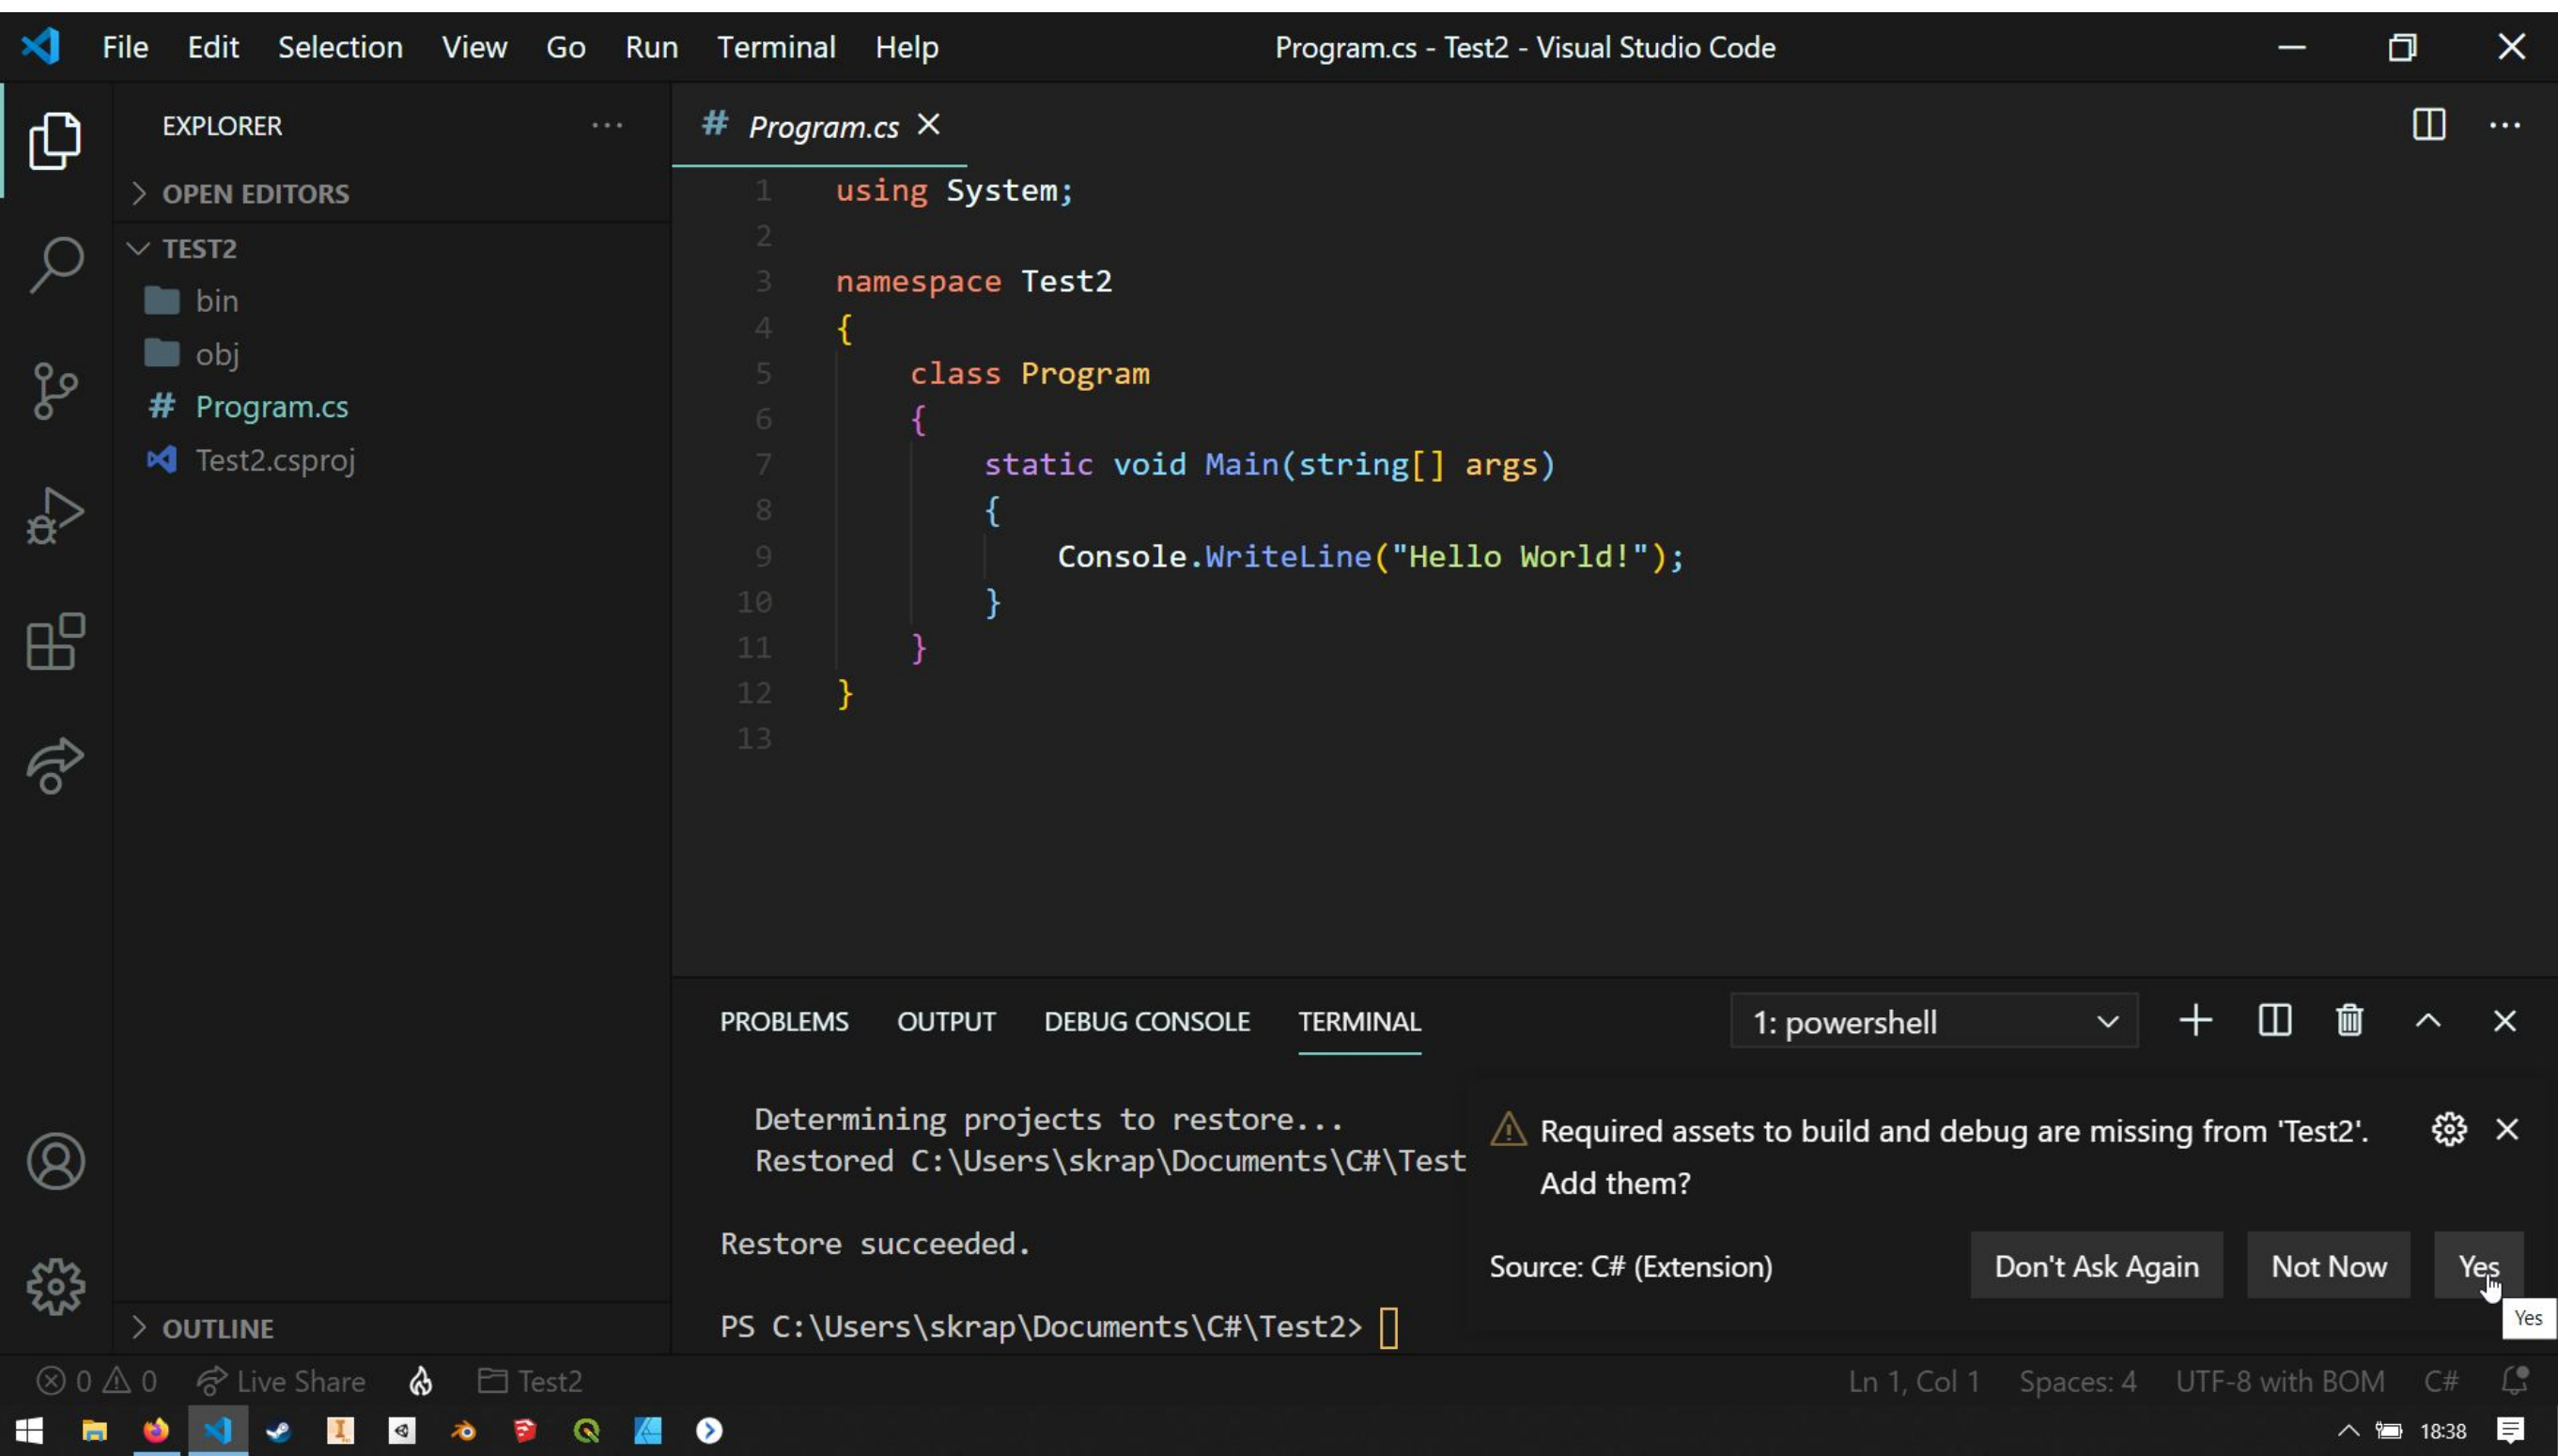 File Edit Selection View Go Run Terminal Help
Program.cs - Test2 - Visual Studio Code
EXPLORER
OPEN EDITORS
TEST2
bin
obj
# Program.cs
Test2.csproj
OUTLINE
# Program.cs
1 using System;
2
3 namespace Test2
4 {
5 class Program
6 {
7 static void Main(string[] args)
8 {
9 Console.WriteLine("Hello World!");
10 }
11 }
12 }
13
PROBLEMS OUTPUT DEBUG CONSOLE TERMINAL
1: powershell
Determining projects to restore...
Restored C:\Users\skrap\Documents\C#\Test
Restore succeeded.
PS C:\Users\skrap\Documents\C#\Test2>
Required assets to build and debug are missing from 'Test2'.
Add them?
Source: C# (Extension)
Don't Ask Again
Not Now
Yes
Yes
0 0 Live Share Test2
Ln 1, Col 1 Spaces: 4 UTF-8 with BOM C#
18:38